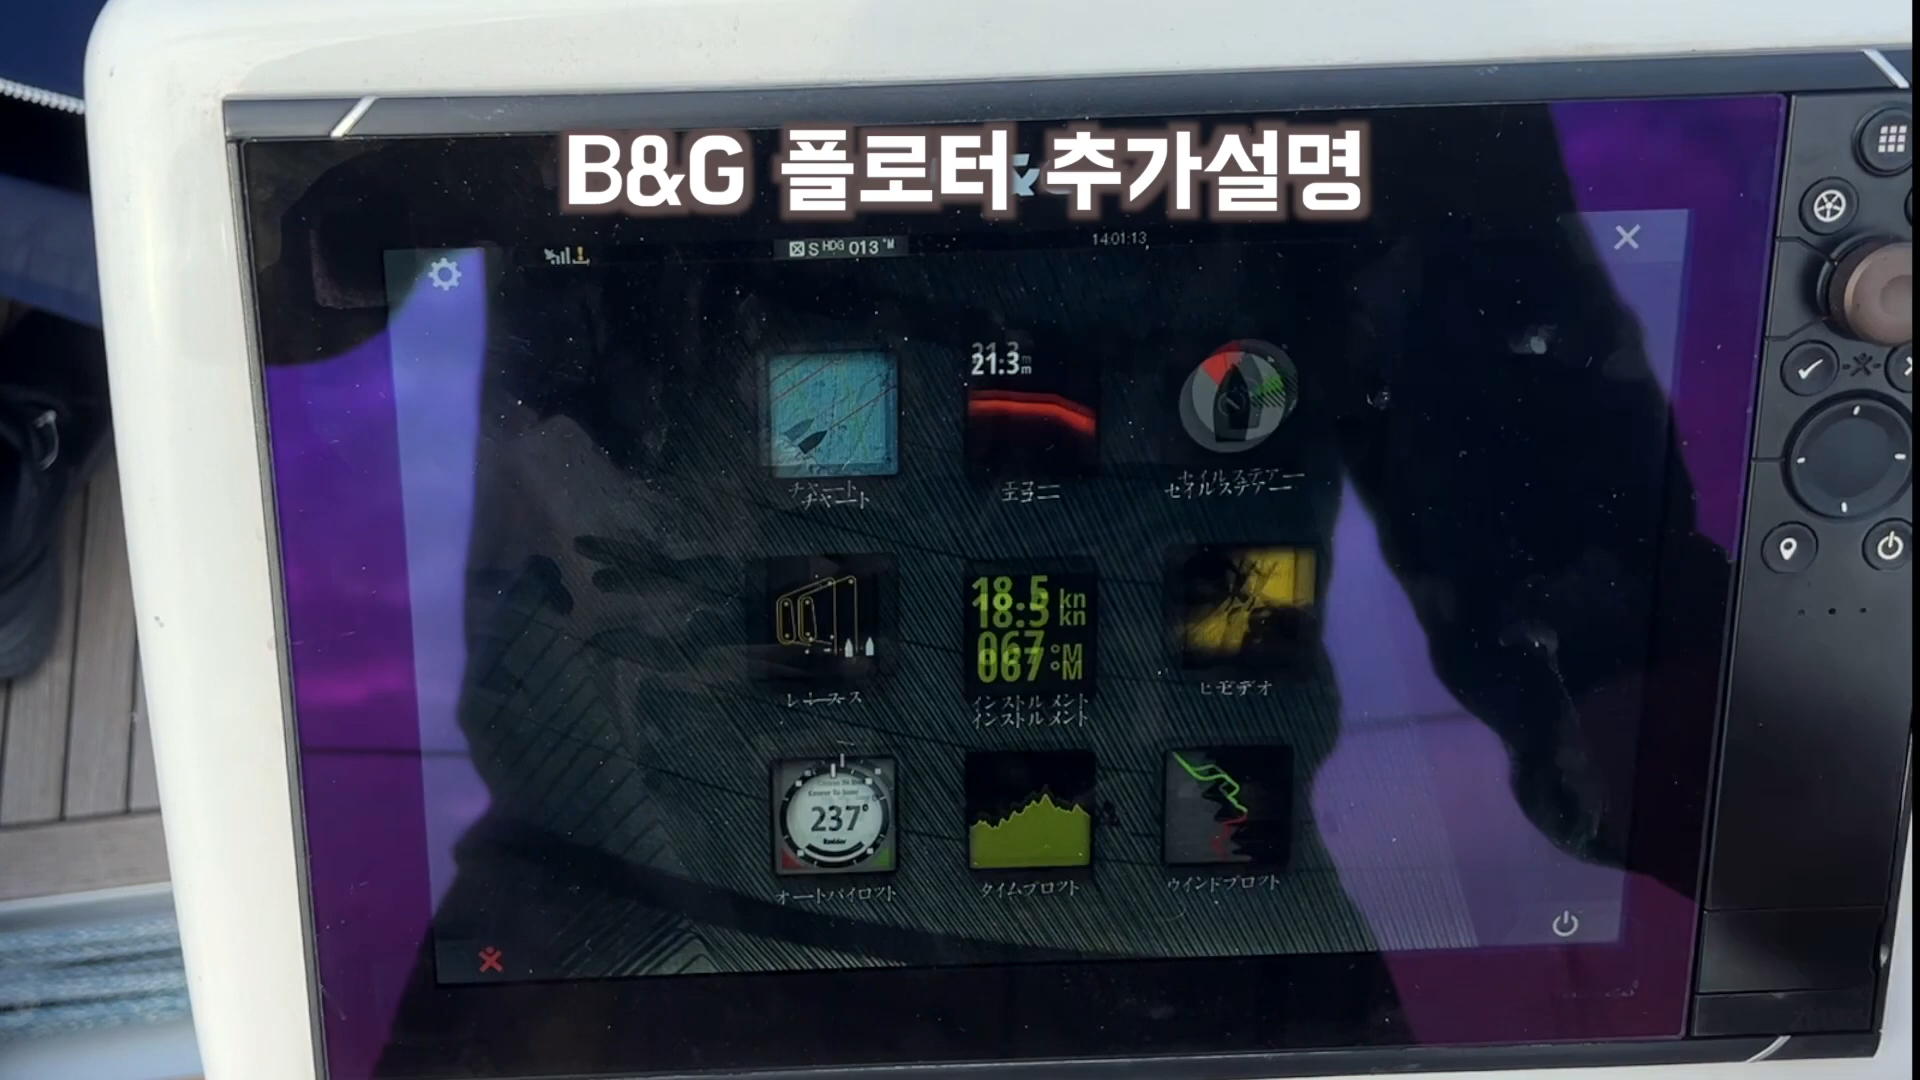 B&G 플로터 추가설명
S HDG 013 °M
14:01:13
21.3 m
チャート
エコー
セイルステアー
18.5 kn
067 °M
レース
インストルメント
ビデオ
237°
Rudder
オートパイロット
タイムプロット
ウインドプロット